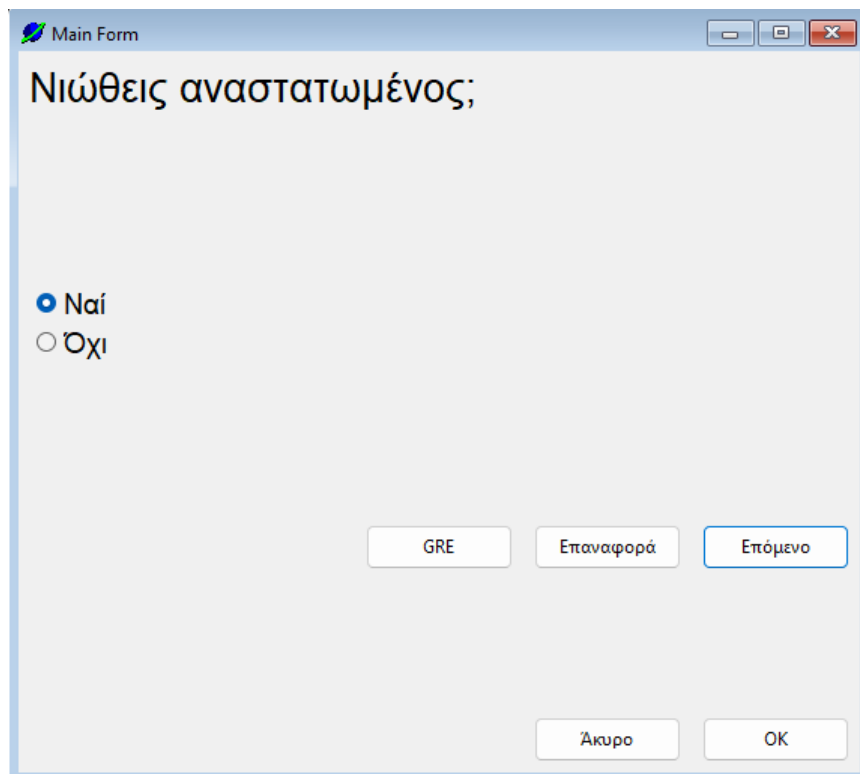 Main Form
Νιώθεις αναστατωμένος;
Ναί
Όχι
GRE Επαναφορά Επόμενο
Άκυρο OK